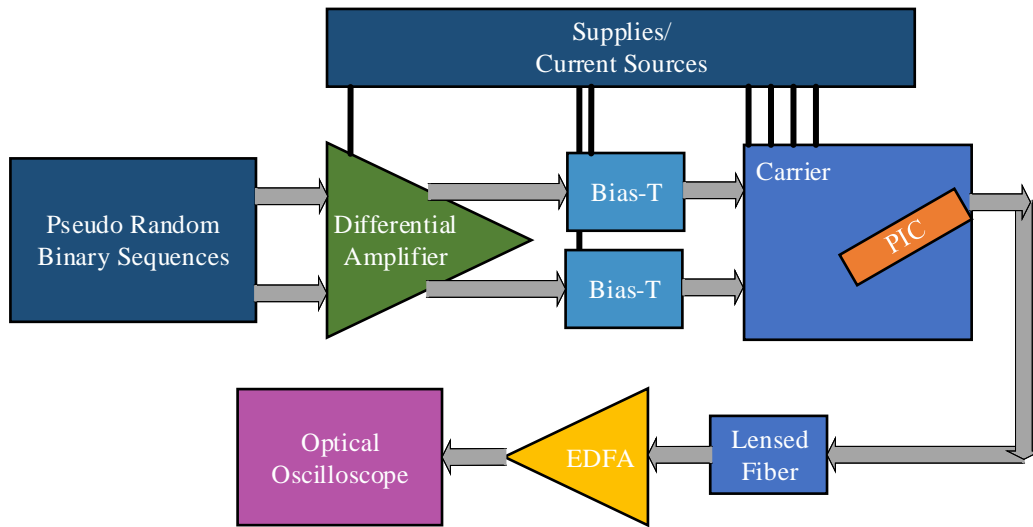 Supplies/
Current Sources
Pseudo Random
Binary Sequences
Differential
Amplifier
Bias-T
Bias-T
Carrier
PIC
Optical
Oscilloscope
EDFA
Lensed
Fiber